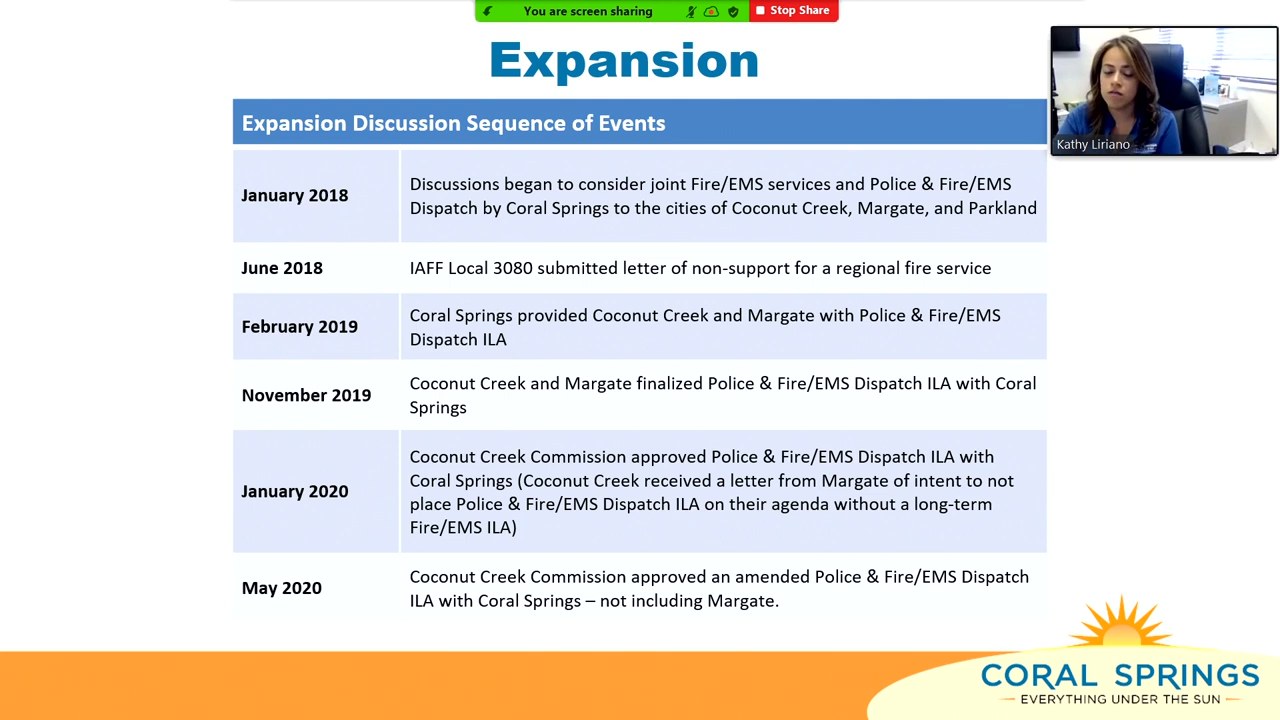 You are screen sharing
Stop Share
Expansion
Kathy Liriano
Expansion Discussion Sequence of Events
January 2018
Discussions began to consider joint Fire/EMS services and Police & Fire/EMS
Dispatch by Coral Springs to the cities of Coconut Creek, Margate, and Parkland
June 2018
IAFF Local 3080 submitted letter of non-support for a regional fire service
February 2019
Coral Springs provided Coconut Creek and Margate with Police & Fire/EMS
Dispatch ILA
November 2019
Coconut Creek and Margate finalized Police & Fire/EMS Dispatch ILA with Coral
Springs
January 2020
Coconut Creek Commission approved Police & Fire/EMS Dispatch ILA with
Coral Springs (Coconut Creek received a letter from Margate of intent to not
place Police & Fire/EMS Dispatch ILA on their agenda without a long-term
Fire/EMS ILA)
May 2020
Coconut Creek Commission approved an amended Police & Fire/EMS Dispatch
ILA with Coral Springs – not including Margate.
CORAL SPRINGS
EVERYTHING UNDER THE SUN